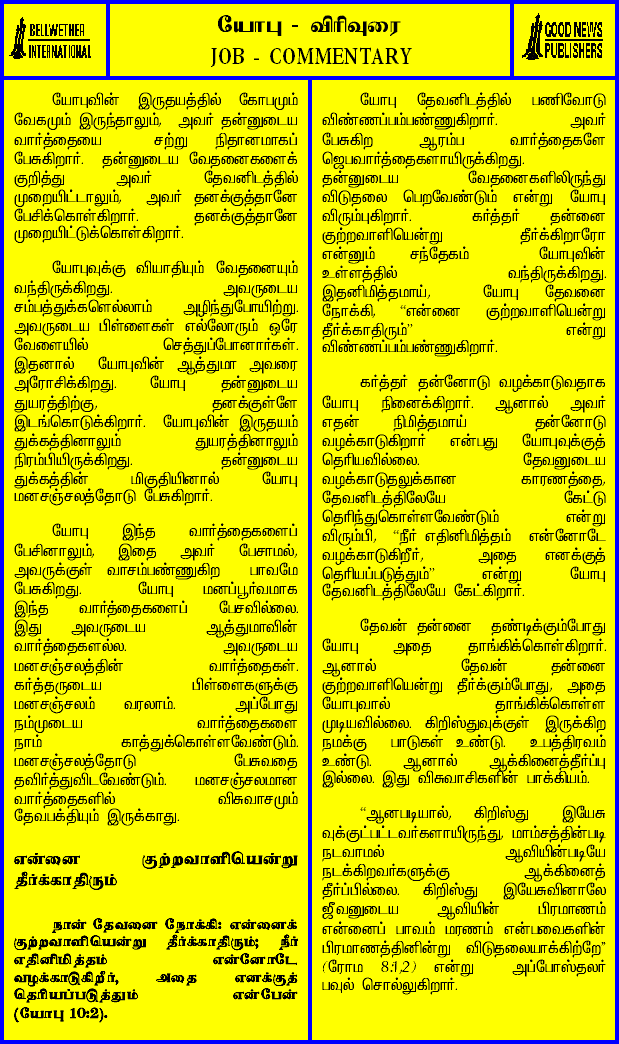 BELLWETHER
INTERNATIONAL
யோபு - விரிவுரை
JOB - COMMENTARY
GOOD NEWS
PUBLISHERS
யோபுவின் இருதயத்தில் கோபமும்
வேகமும் இருந்தாலும், அவர் தன்னுடைய
வார்த்தையை சற்று நிதானமாகப்
பேசுகிறார். தன்னுடைய வேதனைகளைக்
குறித்து அவர் தேவனிடத்தில்
முறையிட்டாலும், அவர் தனக்குத்தானே
பேசிக்கொள்கிறார். தனக்குத்தானே
முறையிட்டுக்கொள்கிறார்.
யோபுவுக்கு வியாதியும் வேதனையும்
வந்திருக்கிறது. அவருடைய
சம்பத்துக்களெல்லாம் அழிந்துபோயிற்று.
அவருடைய பிள்ளைகள் எல்லோரும் ஒரே
வேளையில் செத்துப்போனார்கள்.
இதனால் யோபுவின் ஆத்துமா அவரை
அரோசிக்கிறது. யோபு தன்னுடைய
துயரத்திற்கு, தனக்குள்ளே
இடங்கொடுக்கிறார். யோபுவின் இருதயம்
துக்கத்தினாலும் துயரத்தினாலும்
நிரம்பியிருக்கிறது. தன்னுடைய
துக்கத்தின் மிகுதியினால் யோபு
மனசஞ்சலத்தோடு பேசுகிறார்.
யோபு இந்த வார்த்தைகளைப்
பேசினாலும், இதை அவர் பேசாமல்,
அவருக்குள் வாசம்பண்ணுகிற பாவமே
பேசுகிறது. யோபு மனப்பூர்வமாக
இந்த வார்த்தைகளைப் பேசவில்லை.
இது அவருடைய ஆத்துமாவின்
வார்த்தைகளல்ல. அவருடைய
மனசஞ்சலத்தின் வார்த்தைகள்.
கர்த்தருடைய பிள்ளைகளுக்கு
மனசஞ்சலம் வரலாம். அப்போது
நம்முடைய வார்த்தைகளை
நாம் காத்துக்கொள்ளவேண்டும்.
மனசஞ்சலத்தோடு பேசுவதை
தவிர்த்துவிடவேண்டும். மனசஞ்சலமான
வார்த்தைகளில் விசுவாசமும்
தேவபக்தியும் இருக்காது.
என்னை குற்றவாளியென்று
தீர்க்காதிரும்
நான் தேவனை நோக்கி: என்னைக்
குற்றவாளியென்று தீர்க்காதிரும்; நீர்
எதினிமித்தம் என்னோடே
வழக்காடுகிறீர், அதை எனக்குத்
தெரியப்படுத்தும் என்பேன்
(யோபு 10:2).
யோபு தேவனிடத்தில் பணிவோடு
விண்ணப்பம்பண்ணுகிறார். அவர்
பேசுகிற ஆரம்ப வார்த்தைகளே
ஜெபவார்த்தைகளாயிருக்கிறது.
தன்னுடைய வேதனைகளிலிருந்து
விடுதலை பெறவேண்டும் என்று யோபு
விரும்புகிறார். கர்த்தர் தன்னை
குற்றவாளியென்று தீர்க்கிறாரோ
என்னும் சந்தேகம் யோபுவின்
உள்ளத்தில் வந்திருக்கிறது.
இதனிமித்தமாய், யோபு தேவனை
நோக்கி, “என்னை குற்றவாளியென்று
தீர்க்காதிரும்” என்று
விண்ணப்பம்பண்ணுகிறார்.
கர்த்தர் தன்னோடு வழக்காடுவதாக
யோபு நினைக்கிறார். ஆனால் அவர்
எதன் நிமித்தமாய் தன்னோடு
வழக்காடுகிறார் என்பது யோபுவுக்குத்
தெரியவில்லை. தேவனுடைய
வழக்காடுதலுக்கான காரணத்தை,
தேவனிடத்திலேயே கேட்டு
தெரிந்துகொள்ளவேண்டும் என்று
விரும்பி, “நீர் எதினிமித்தம் என்னோடே
வழக்காடுகிறீர், அதை எனக்குத்
தெரியப்படுத்தும்” என்று யோபு
தேவனிடத்திலேயே கேட்கிறார்.
தேவன் தன்னை தண்டிக்கும்போது
யோபு அதை தாங்கிக்கொள்கிறார்.
ஆனால் தேவன் தன்னை
குற்றவாளியென்று தீர்க்கும்போது, அதை
யோபுவால் தாங்கிக்கொள்ள
முடியவில்லை. கிறிஸ்துவுக்குள் இருக்கிற
நமக்கு பாடுகள் உண்டு. உபத்திரவம்
உண்டு. ஆனால் ஆக்கினைத்தீர்ப்பு
இல்லை. இது விசுவாசிகளின் பாக்கியம்.
“ஆனபடியால், கிறிஸ்து இயேசு
வுக்குட்பட்டவர்களாயிருந்து, மாம்சத்தின்படி
நடவாமல் ஆவியின்படியே
நடக்கிறவர்களுக்கு ஆக்கினைத்
தீர்ப்பில்லை. கிறிஸ்து இயேசுவினாலே
ஜீவனுடைய ஆவியின் பிரமாணம்
என்னைப் பாவம் மரணம் என்பவைகளின்
பிரமாணத்தினின்று விடுதலையாக்கிற்றே”
(ரோம 8:1,2) என்று அப்போஸ்தலர்
பவுல் சொல்லுகிறார்.